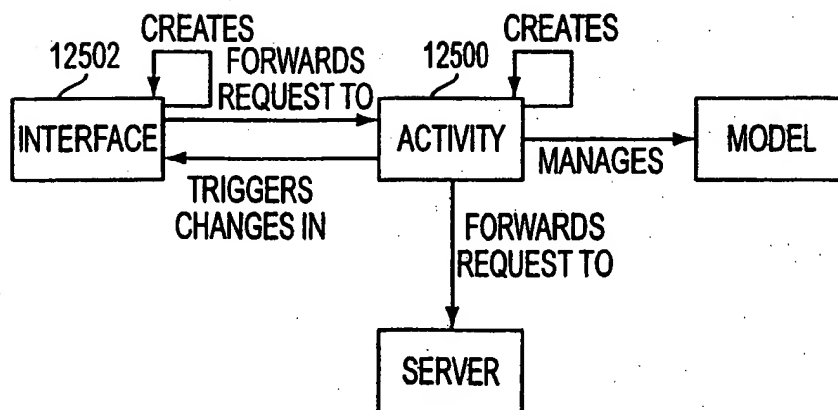 CREATES
12502
FORWARDS
REQUEST TO
INTERFACE
TRIGGERS
CHANGES IN
CREATES
12500
ACTIVITY
MANAGES
MODEL
FORWARDS
REQUEST TO
SERVER